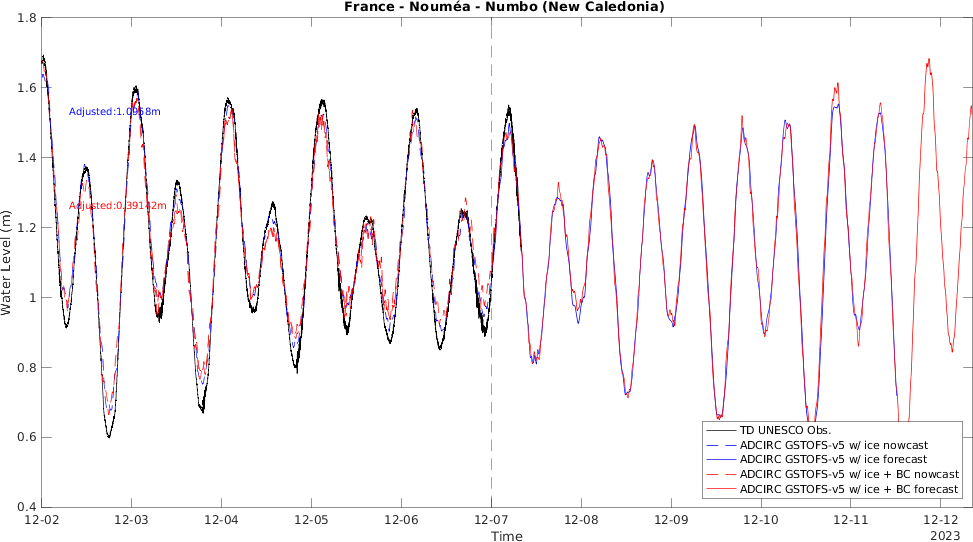 France - Nouméa - Numbo (New Caledonia)
1.8
1.6
1.4
1.2
1
0.8
0.6
0.4
Water Level (m)
Adjusted:1.0958m
Adjusted:0.39142m
TD UNESCO Obs.
ADCIRC GSTOFS-v5 w/ ice nowcast
ADCIRC GSTOFS-v5 w/ ice forecast
ADCIRC GSTOFS-v5 w/ ice + BC nowcast
ADCIRC GSTOFS-v5 w/ ice + BC forecast
12-02 12-03 12-04 12-05 12-06 12-07 12-08 12-09 12-10 12-11 12-12
2023
Time